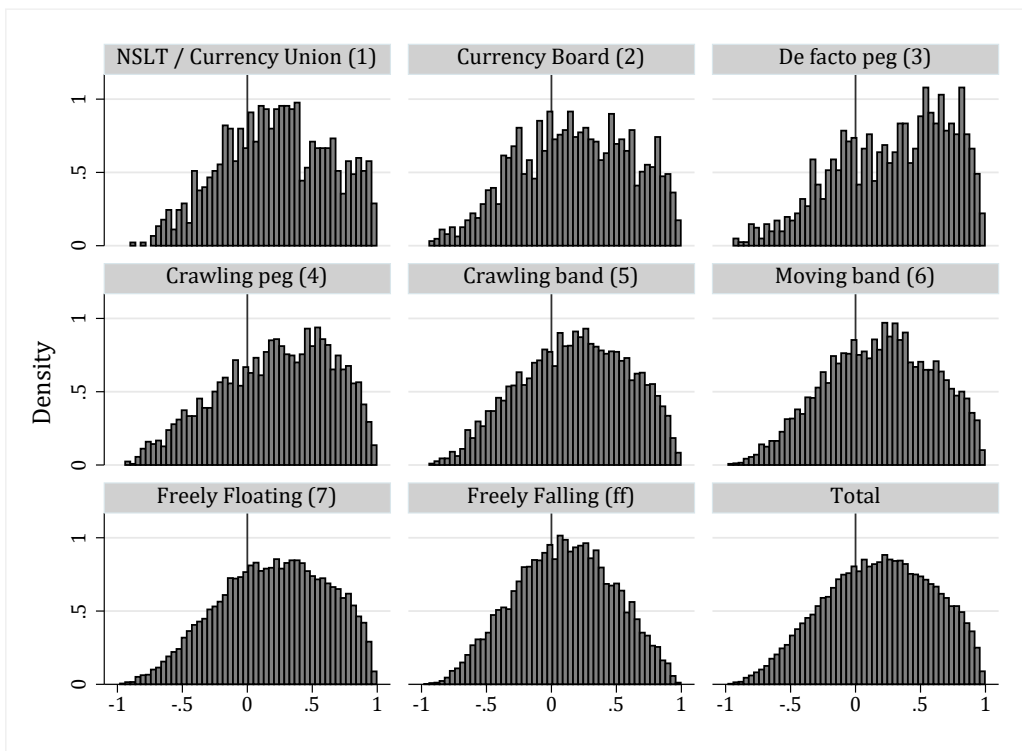 NSLT / Currency Union (1)
Currency Board (2)
De facto peg (3)
0
.5
1
Crawling peg (4)
Crawling band (5)
Moving band (6)
0
.5
1
Density
Freely Floating (7)
Freely Falling (ff)
Total
0
.5
1
-1 -.5 0 .5 1
-1 -.5 0 .5 1
-1 -.5 0 .5 1